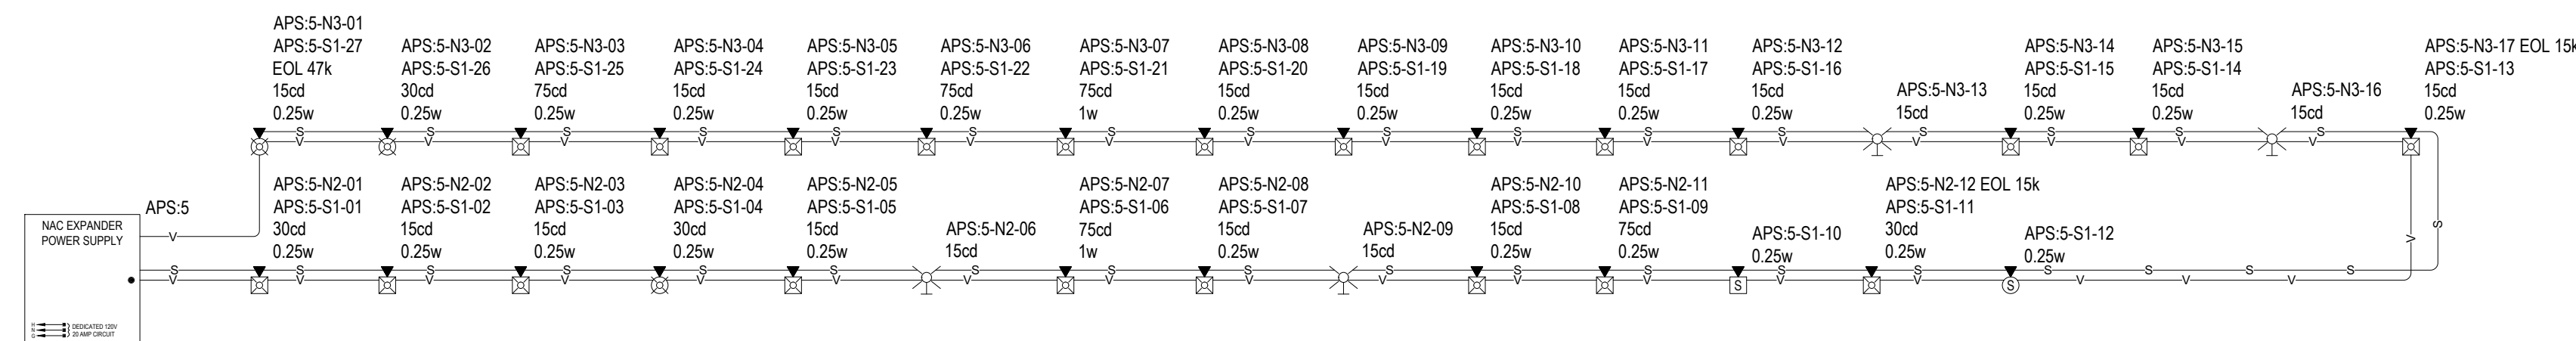 APS:5-N3-01
APS:5-S1-27
EOL 47k
15cd
0.25w
APS:5-N3-02
APS:5-S1-26
30cd
0.25w
APS:5-N3-03
APS:5-S1-25
75cd
0.25w
APS:5-N3-04
APS:5-S1-24
15cd
0.25w
APS:5-N3-05
APS:5-S1-23
15cd
0.25w
APS:5-N3-06
APS:5-S1-22
75cd
0.25w
APS:5-N3-07
APS:5-S1-21
75cd
1w
APS:5-N3-08
APS:5-S1-20
15cd
0.25w
APS:5-N3-09
APS:5-S1-19
15cd
0.25w
APS:5-N3-10
APS:5-S1-18
15cd
0.25w
APS:5-N3-11
APS:5-S1-17
15cd
0.25w
APS:5-N3-12
APS:5-S1-16
15cd
0.25w
APS:5-N3-13
15cd
APS:5-N3-14
APS:5-S1-15
15cd
0.25w
APS:5-N3-15
APS:5-S1-14
15cd
0.25w
APS:5-N3-16
15cd
APS:5-N3-17 EOL 15k
APS:5-S1-13
15cd
0.25w
S S S S S S S S S S S S S S S S
V V V V V V V V V V V V V V V V
APS:5
NAC EXPANDER
POWER SUPPLY
V
S
V
H
N
G
DEDICATED 120V
20 AMP CIRCUIT
APS:5-N2-01
APS:5-S1-01
30cd
0.25w
APS:5-N2-02
APS:5-S1-02
15cd
0.25w
APS:5-N2-03
APS:5-S1-03
15cd
0.25w
APS:5-N2-04
APS:5-S1-04
30cd
0.25w
APS:5-N2-05
APS:5-S1-05
15cd
0.25w
APS:5-N2-06
15cd
APS:5-N2-07
APS:5-S1-06
75cd
1w
APS:5-N2-08
APS:5-S1-07
15cd
0.25w
APS:5-N2-09
15cd
APS:5-N2-10
APS:5-S1-08
15cd
0.25w
APS:5-N2-11
APS:5-S1-09
75cd
0.25w
APS:5-S1-10
0.25w
S
APS:5-N2-12 EOL 15k
APS:5-S1-11
30cd
0.25w
APS:5-S1-12
0.25w
S
S S S S S S S S S S S S S S S S S
V V V V V V V V V V V V V V V V
V
S